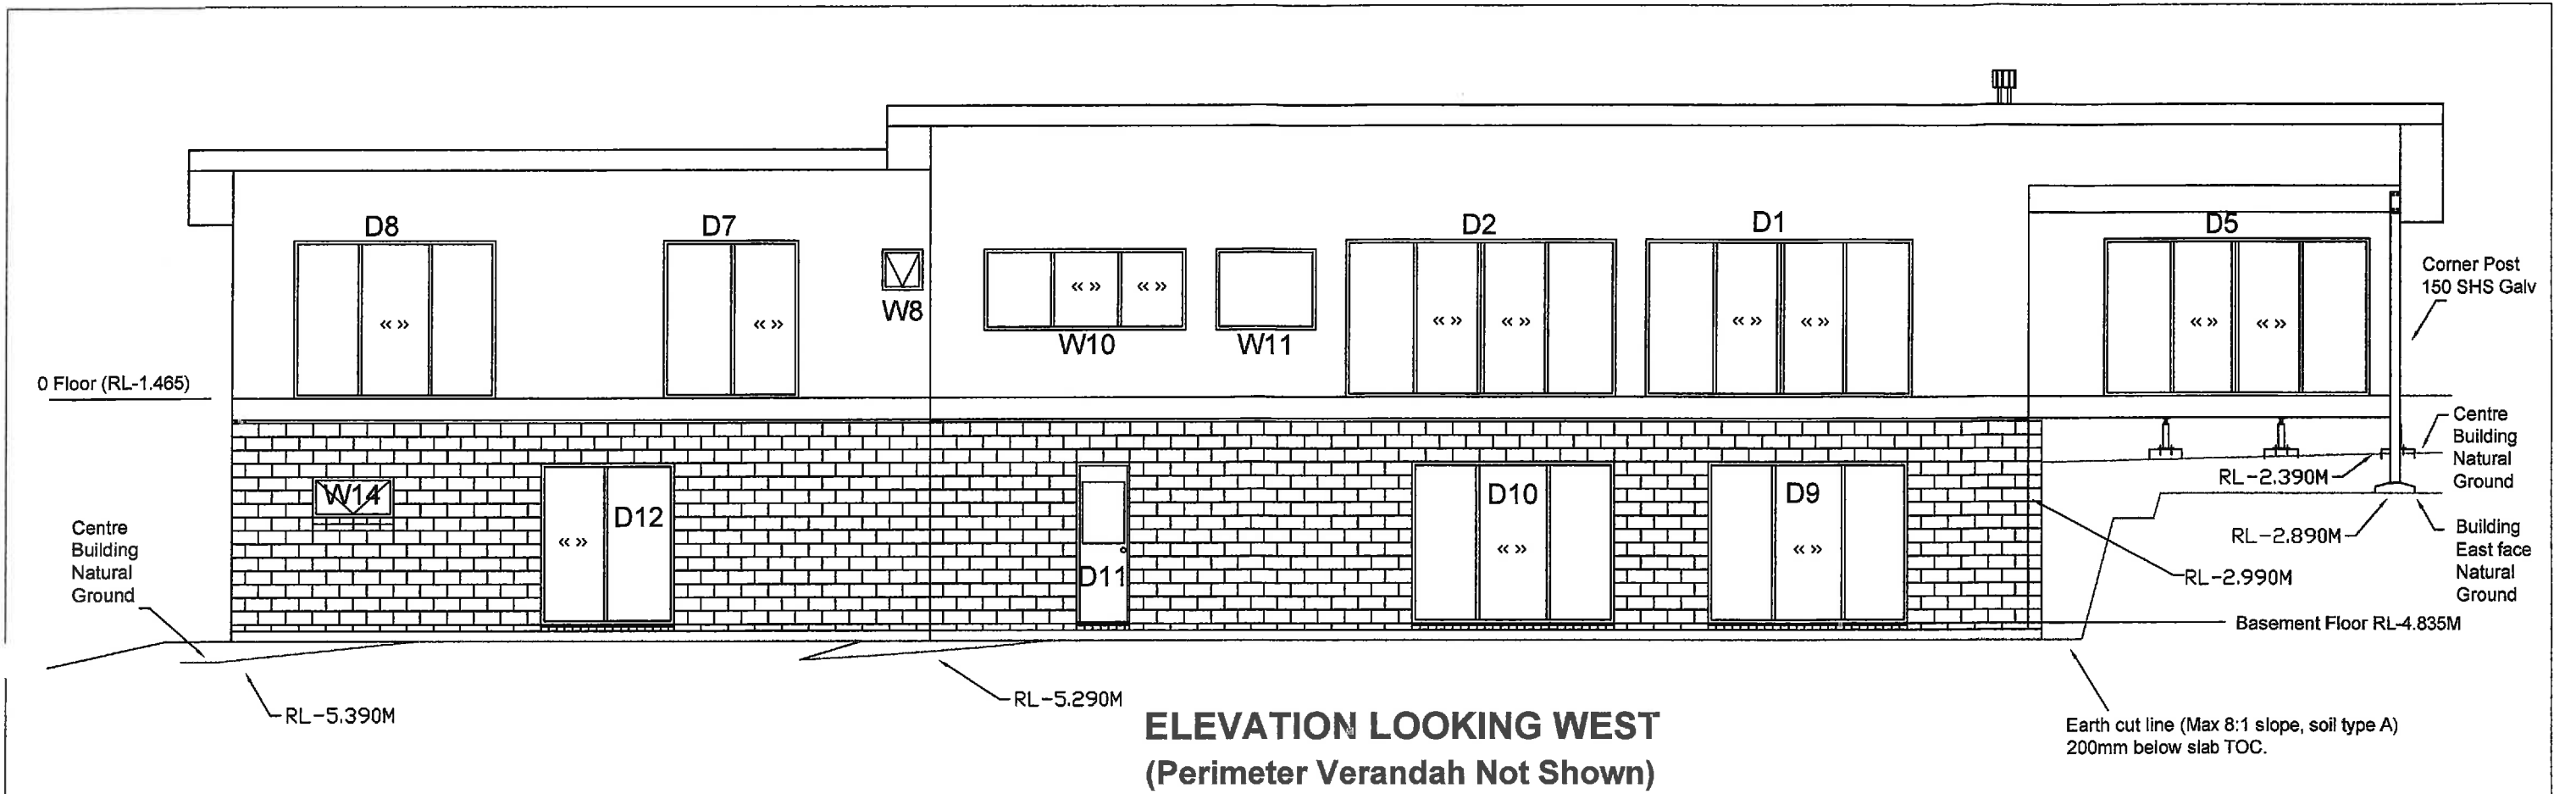 D8
D7
D2
D1
D5
W8
W10
W11
Corner Post
150 SHS Galv
« »
« »
« »
« »
« »
« »
« »
« »
« »
« »
0 Floor (RL-1.465)
Centre
Building
Natural
Ground
RL-2.390M
W14
D12
D11
D10
D9
« »
« »
« »
RL-2.890M
Building
East face
Natural
Ground
RL-2.990M
Basement Floor RL-4.835M
Centre
Building
Natural
Ground
RL-5.390M
RL-5.290M
ELEVATION LOOKING WEST
(Perimeter Verandah Not Shown)
Earth cut line (Max 8:1 slope, soil type A)
200mm below slab TOC.